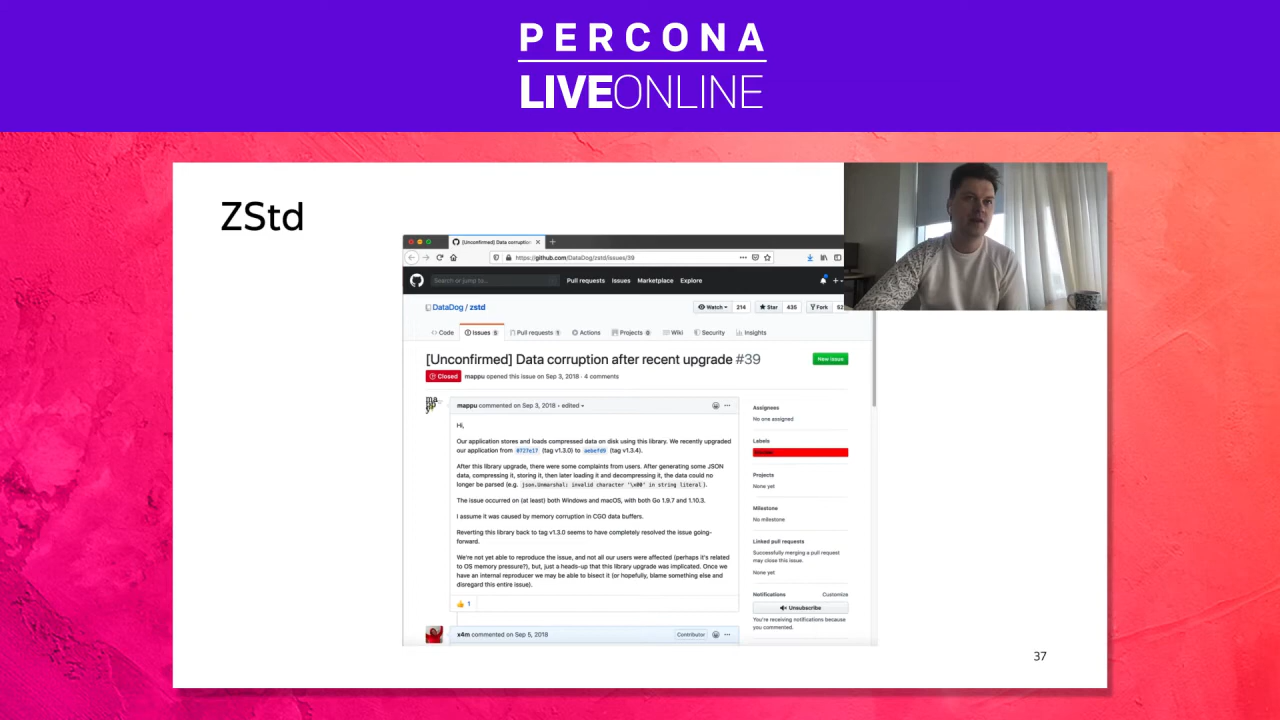 PERCONA
LIVEONLINE
ZStd
[Unconfirmed] Data corruption
https://github.com/DataDog/zstd/issues/39
Search or jump to...
Pull requests Issues Marketplace Explore
DataDog / zstd
Watch 214 Star 435 Fork 52
Code Issues 5 Pull requests 1 Actions Projects 0 Wiki Security Insights
[Unconfirmed] Data corruption after recent upgrade #39
New issue
Closed mappu opened this issue on Sep 3, 2018 · 4 comments
mappu commented on Sep 3, 2018 • edited
Hi,
Our application stores and loads compressed data on disk using this library. We recently upgraded
our application from 0727e17 (tag v1.3.0) to aebefd9 (tag v1.3.4).
After this library upgrade, there were some complaints from users. After generating some JSON
data, compressing it, storing it, then later loading it and decompressing it, the data could no
longer be parsed (e.g. json.Unmarshal: invalid character '\x00' in string literal ).
The issue occurred on (at least) both Windows and macOS, with both Go 1.9.7 and 1.10.3.
I assume it was caused by memory corruption in CGO data buffers.
Reverting this library back to tag v1.3.0 seems to have completely resolved the issue going-
forward.
We're not yet able to reproduce the issue, and not all our users were affected (perhaps it's related
to OS memory pressure?), but, just a heads-up that this library upgrade was implicated. Once we
have an internal reproducer we may be able to bisect it (or hopefully, blame something else and
disregard this entire issue).
1
x4m commented on Sep 5, 2018 Contributor
Assignees
No one assigned
Labels
Projects
None yet
Milestone
No milestone
Linked pull requests
Successfully merging a pull request
may close this issue.
None yet
Notifications Customize
Unsubscribe
You're receiving notifications because
you commented.
37